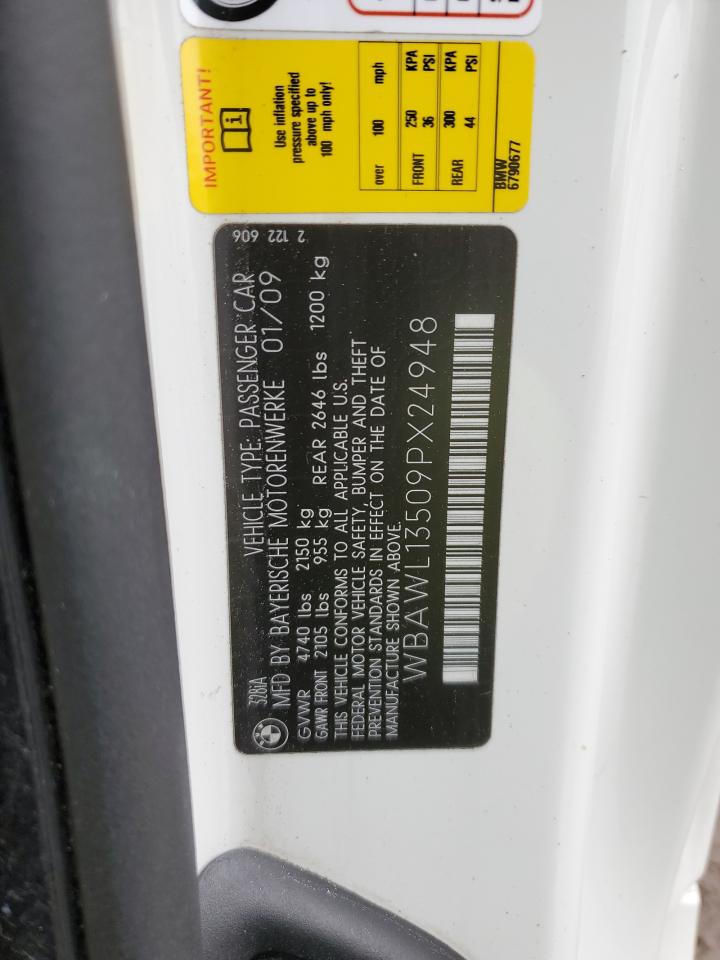 IMPORTANT!
Use inflation
pressure specified
above up to
100 mph only!
over 100 mph
FRONT 250 KPA
36 PSI
REAR 300 KPA
44 PSI
BMW
6790677
328iA VEHICLE TYPE: PASSENGER CAR 2 122 606
MFD BY BAYERISCHE MOTORENWERKE 01/09
GVWR 4740 lbs 2150 kg
GAWR FRONT 2105 lbs 955 kg REAR 2646 lbs 1200 kg
THIS VEHICLE CONFORMS TO ALL APPLICABLE U.S.
FEDERAL MOTOR VEHICLE SAFETY, BUMPER AND THEFT
PREVENTION STANDARDS IN EFFECT ON THE DATE OF
MANUFACTURE SHOWN ABOVE.
WBAWL13509PX24948